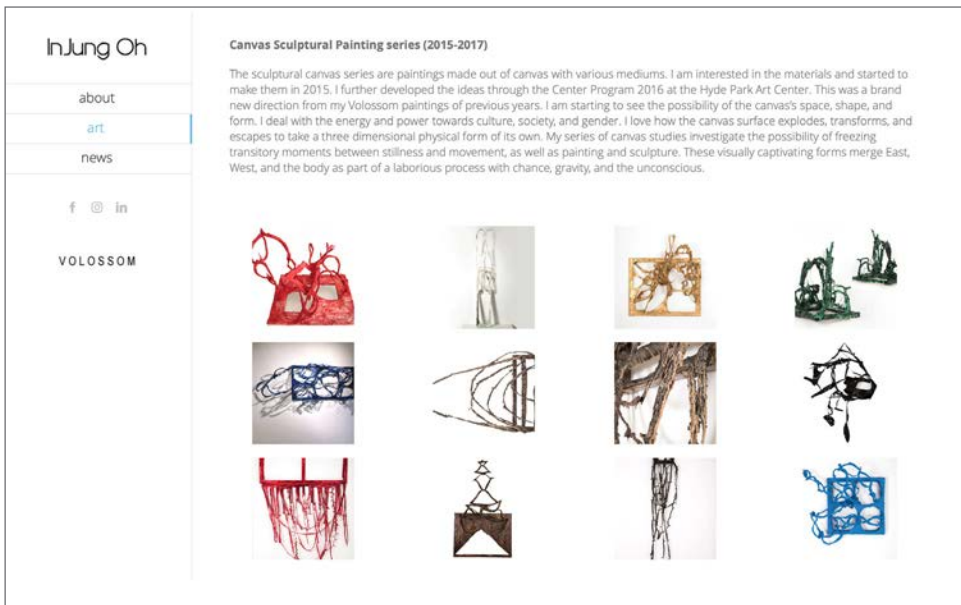 InJung Oh
about
art
news
VOLOSSOM
Canvas Sculptural Painting series (2015-2017)
The sculptural canvas series are paintings made out of canvas with various mediums. I am interested in the materials and started to
make them in 2015. I further developed the ideas through the Center Program 2016 at the Hyde Park Art Center. This was a brand
new direction from my Volossom paintings of previous years. I am starting to see the possibility of the canvas's space, shape, and
form. I deal with the energy and power towards culture, society, and gender. I love how the canvas surface explodes, transforms, and
escapes to take a three dimensional physical form of its own. My series of canvas studies investigate the possibility of freezing
transitory moments between stillness and movement, as well as painting and sculpture. These visually captivating forms merge East,
West, and the body as part of a laborious process with chance, gravity, and the unconscious.